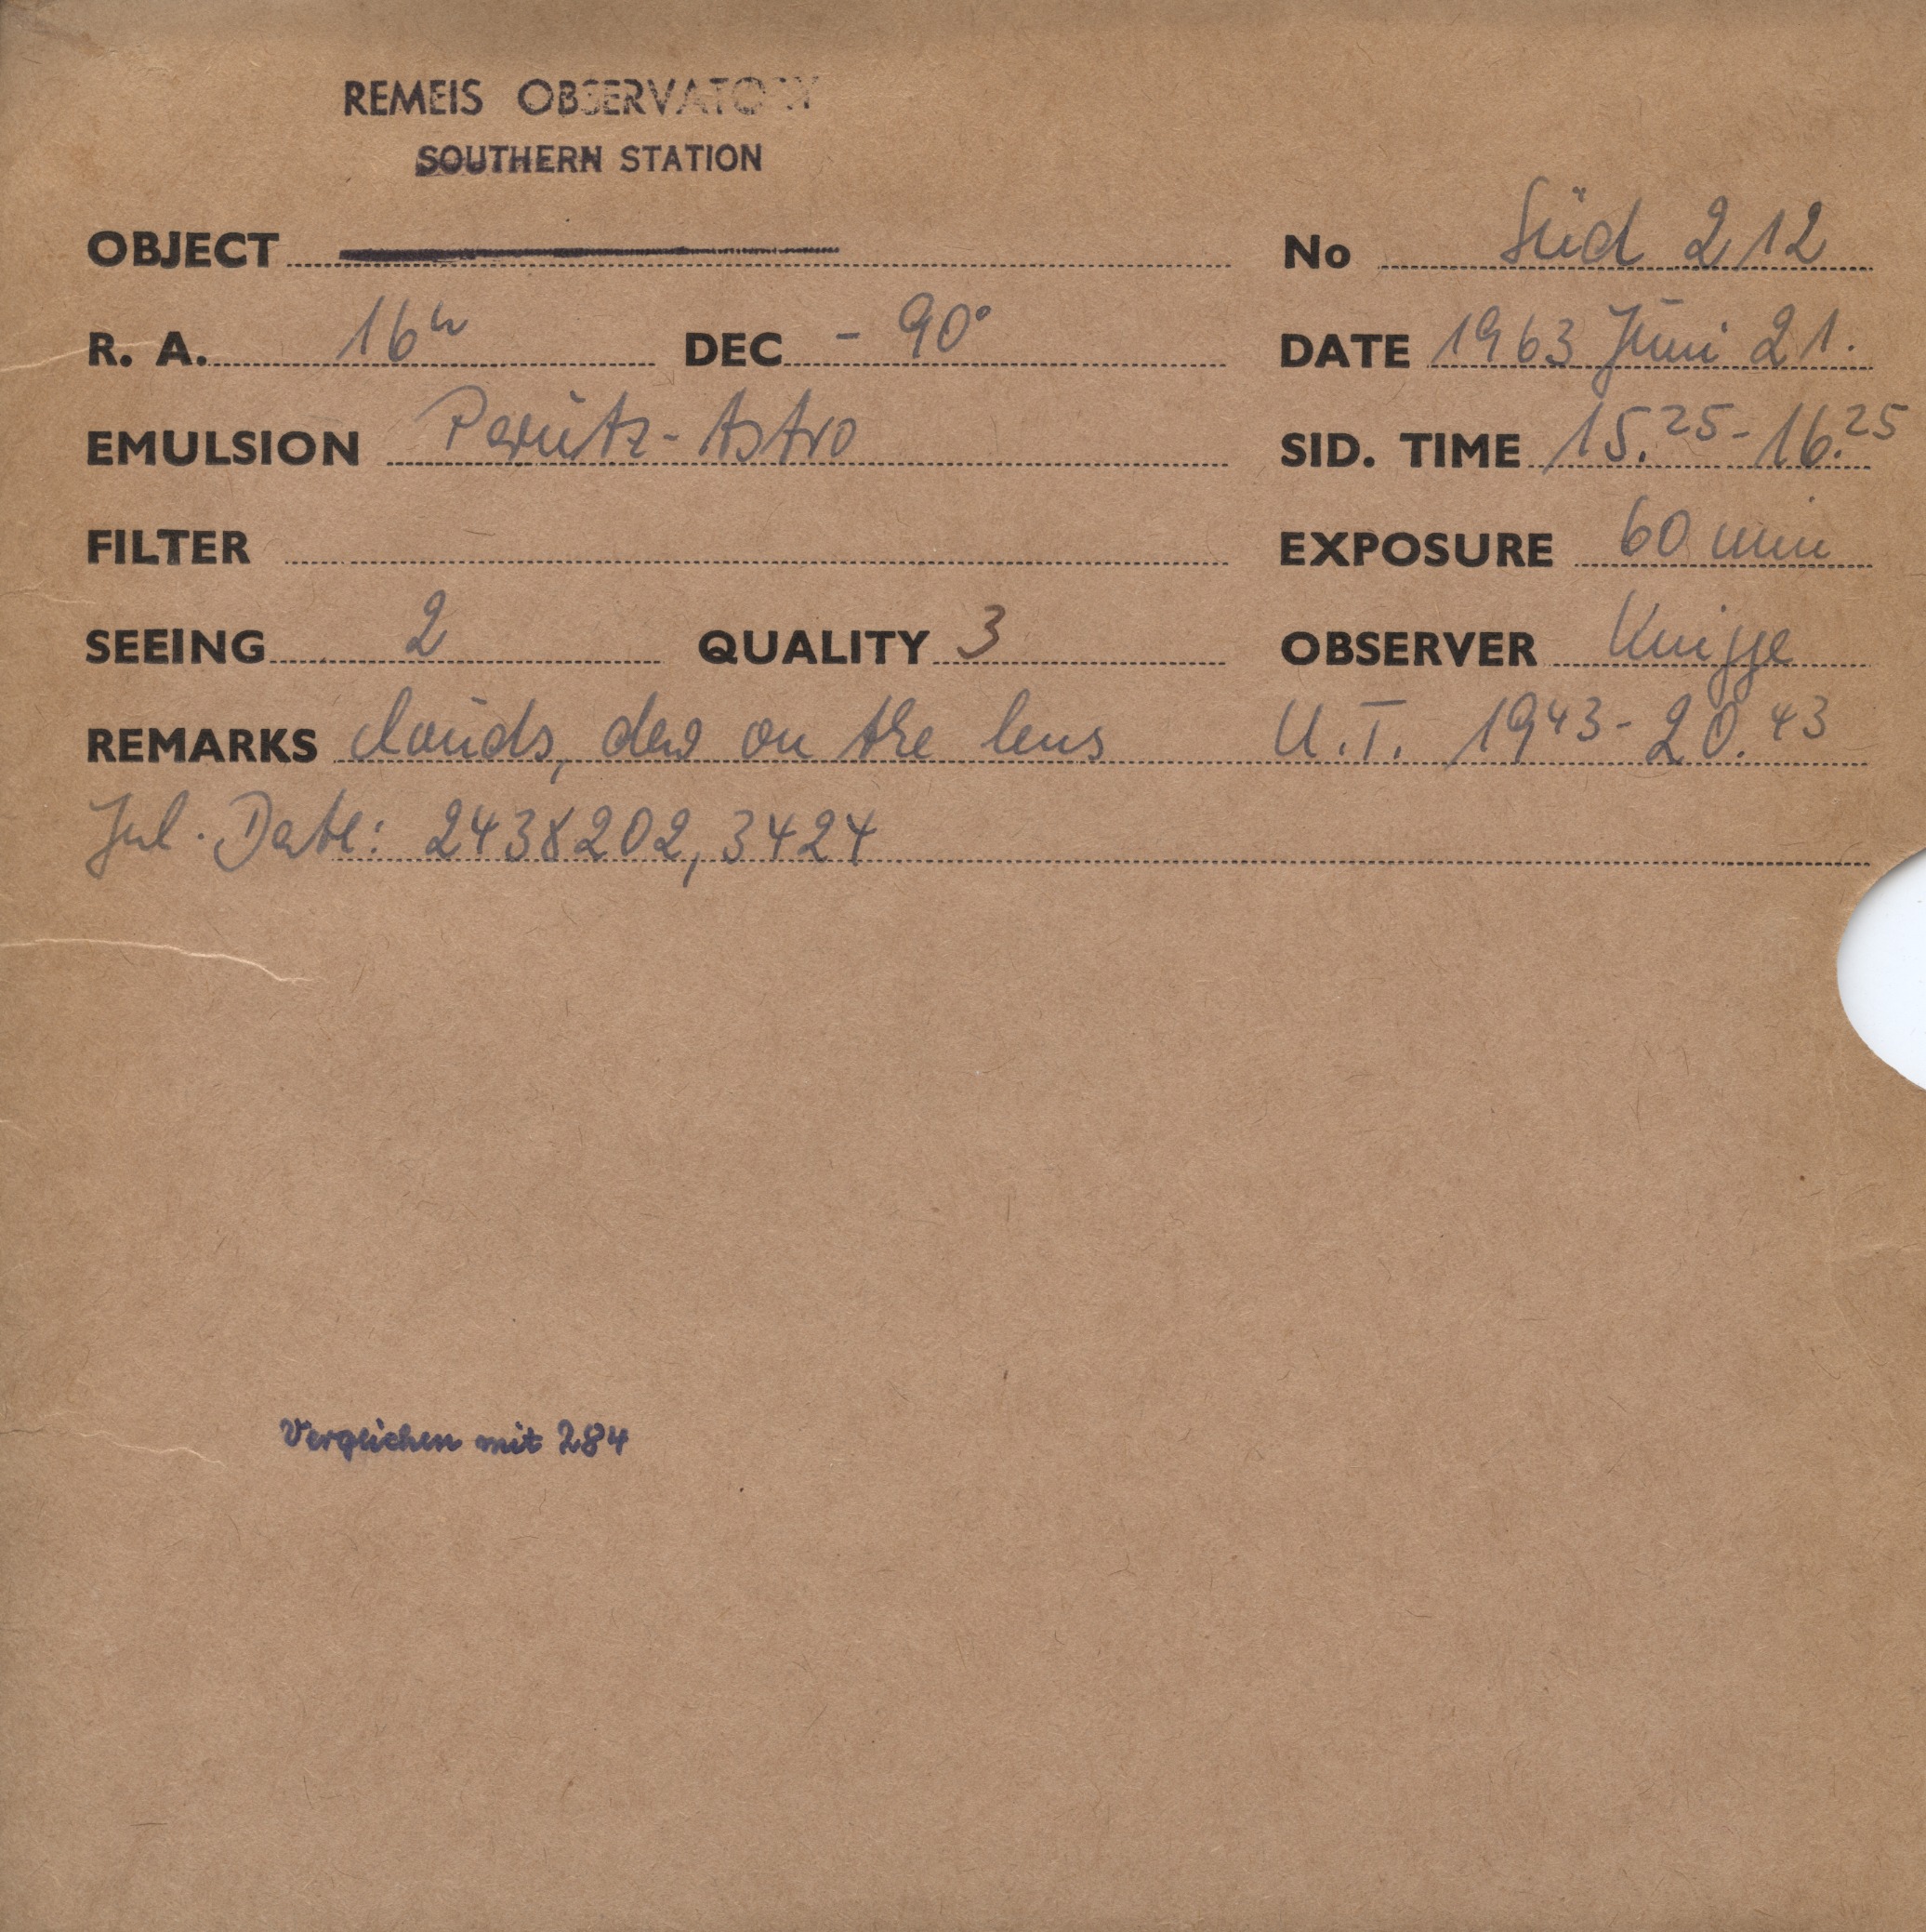 REMEIS OBSERVATORY
SOUTHERN STATION
OBJECT No Süd 212
R. A. 16h DEC - 90° DATE 1963 Juni 21.
EMULSION Perutz-Astro SID. TIME 15.25 - 16.25
FILTER EXPOSURE 60 min
SEEING 2 QUALITY 3 OBSERVER Knigge
REMARKS clouds, dew on the lens U.T. 1943 - 20.43
Jul. Date: 2438202,3424
Verglichen mit 284